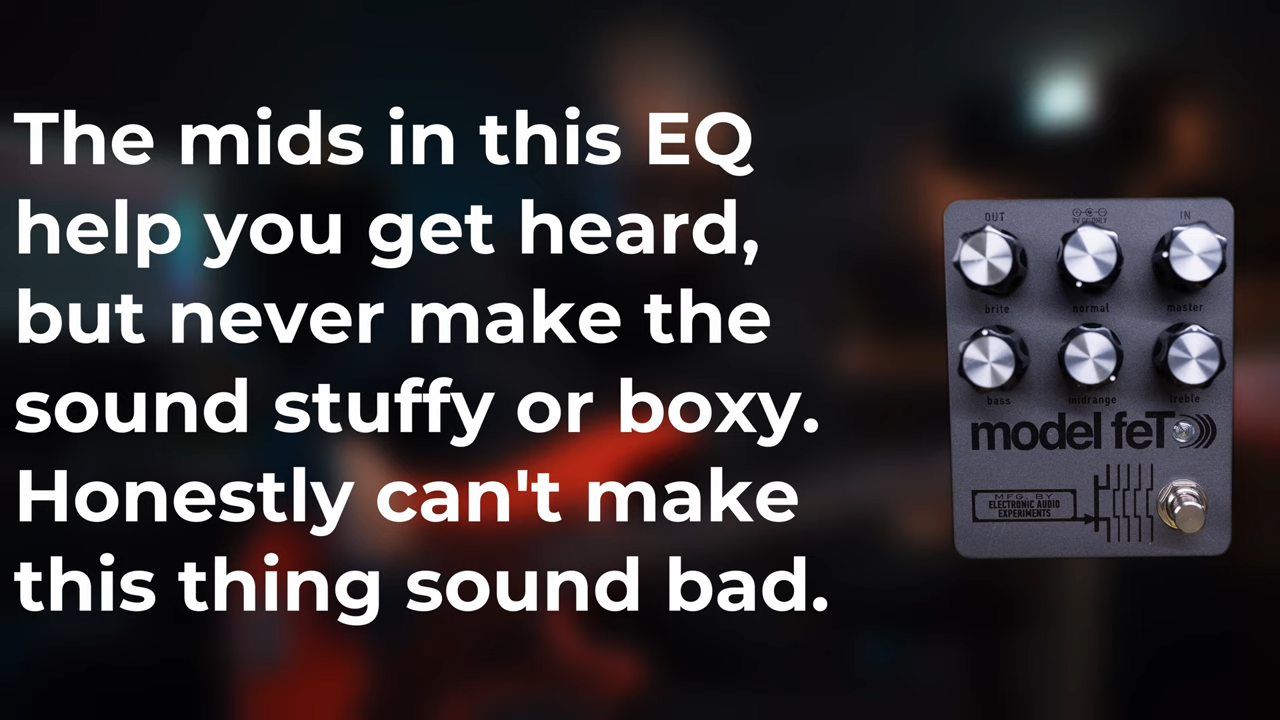 The mids in this EQ
help you get heard,
but never make the
sound stuffy or boxy.
Honestly can't make
this thing sound bad.
OUT
IN
brite
normal
master
bass
midrange
treble
model feT
MFG. BY
ELECTRONIC AUDIO
EXPERIMENTS